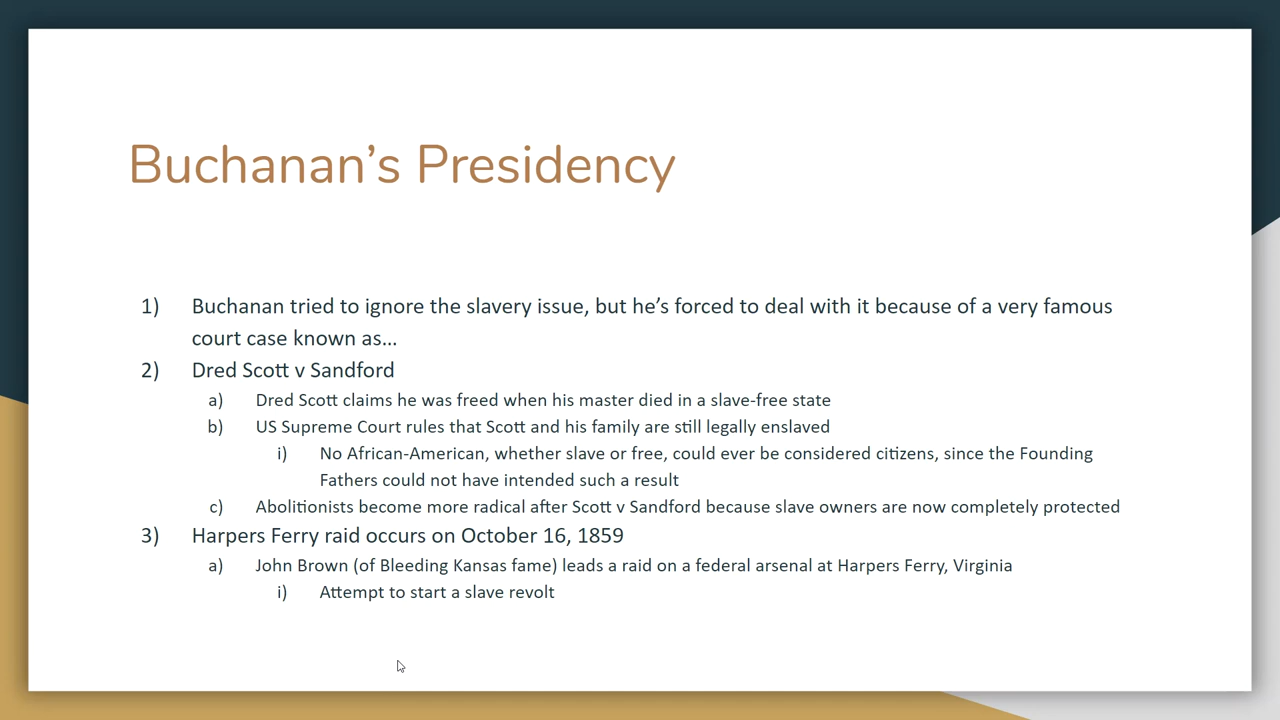 Buchanan’s Presidency
1) Buchanan tried to ignore the slavery issue, but he’s forced to deal with it because of a very famous
court case known as…
2) Dred Scott v Sandford
a) Dred Scott claims he was freed when his master died in a slave-free state
b) US Supreme Court rules that Scott and his family are still legally enslaved
i) No African-American, whether slave or free, could ever be considered citizens, since the Founding
Fathers could not have intended such a result
c) Abolitionists become more radical after Scott v Sandford because slave owners are now completely protected
3) Harpers Ferry raid occurs on October 16, 1859
a) John Brown (of Bleeding Kansas fame) leads a raid on a federal arsenal at Harpers Ferry, Virginia
i) Attempt to start a slave revolt